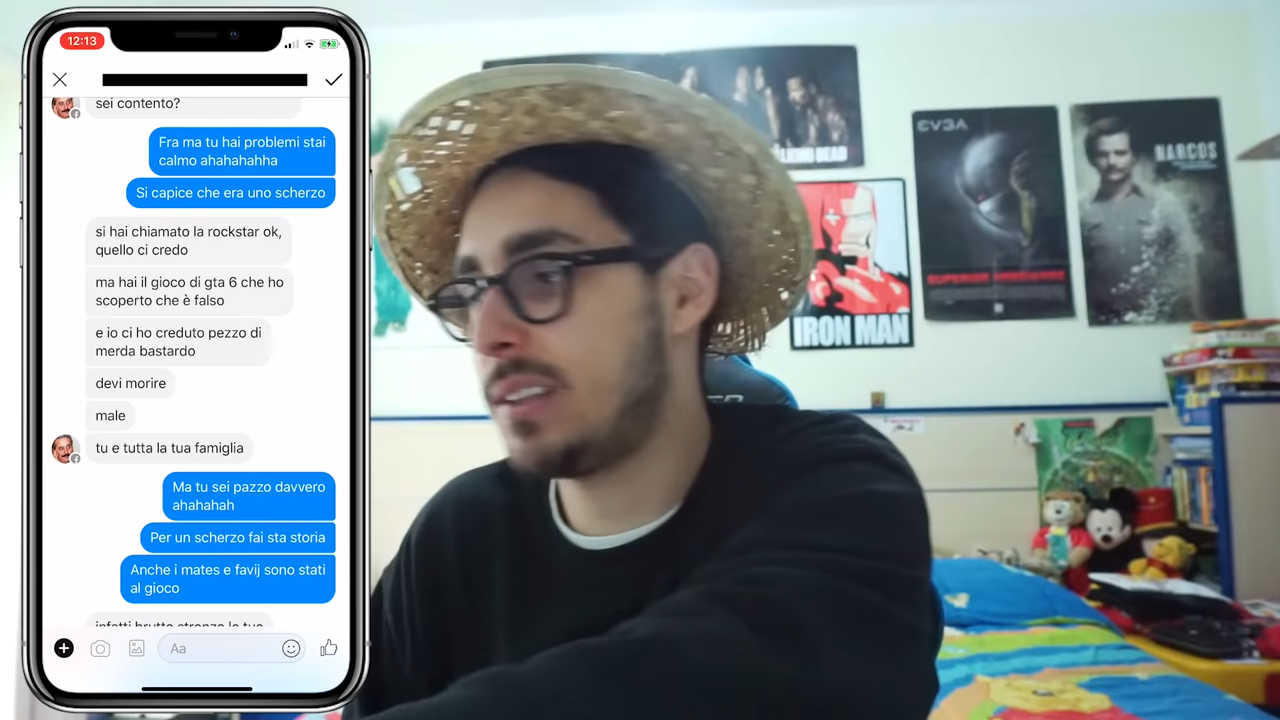 12:13
sei contento?
Fra ma tu hai problemi stai
calmo ahahahahha
Si capice che era uno scherzo
si hai chiamato la rockstar ok,
quello ci credo
ma hai il gioco di gta 6 che ho
scoperto che è falso
e io ci ho creduto pezzo di
merda bastardo
devi morire
male
tu e tutta la tua famiglia
Ma tu sei pazzo davvero
ahahahah
Per un scherzo fai sta storia
Anche i mates e favij sono stati
al gioco
Aa
EVGA
SUPERIOR HARDWARE
NARCOS
IRON MAN
DEAD